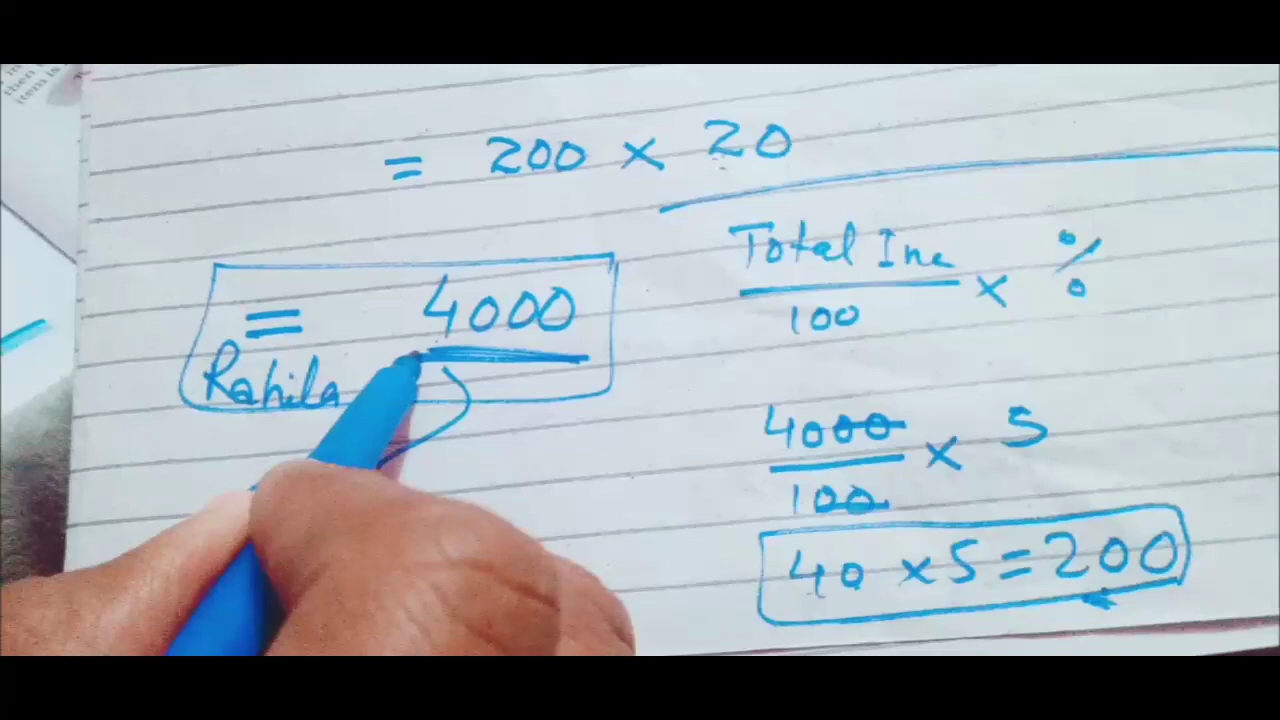 = 200 × 20
= 4000
Rahila
Total Inc
100
× %
4000
100
× 5
40 × 5 = 200